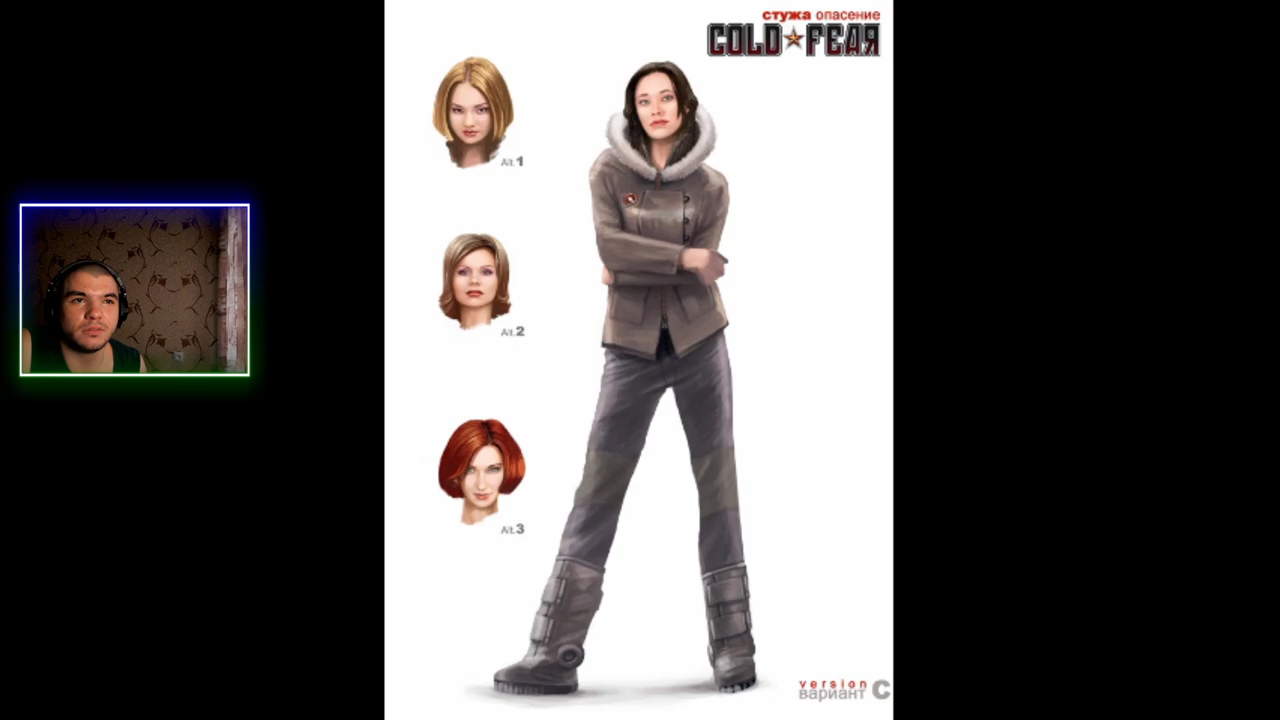 стужа опасение
COLD FEAR
Alt.1
Alt.2
Alt.3
version
вариант C